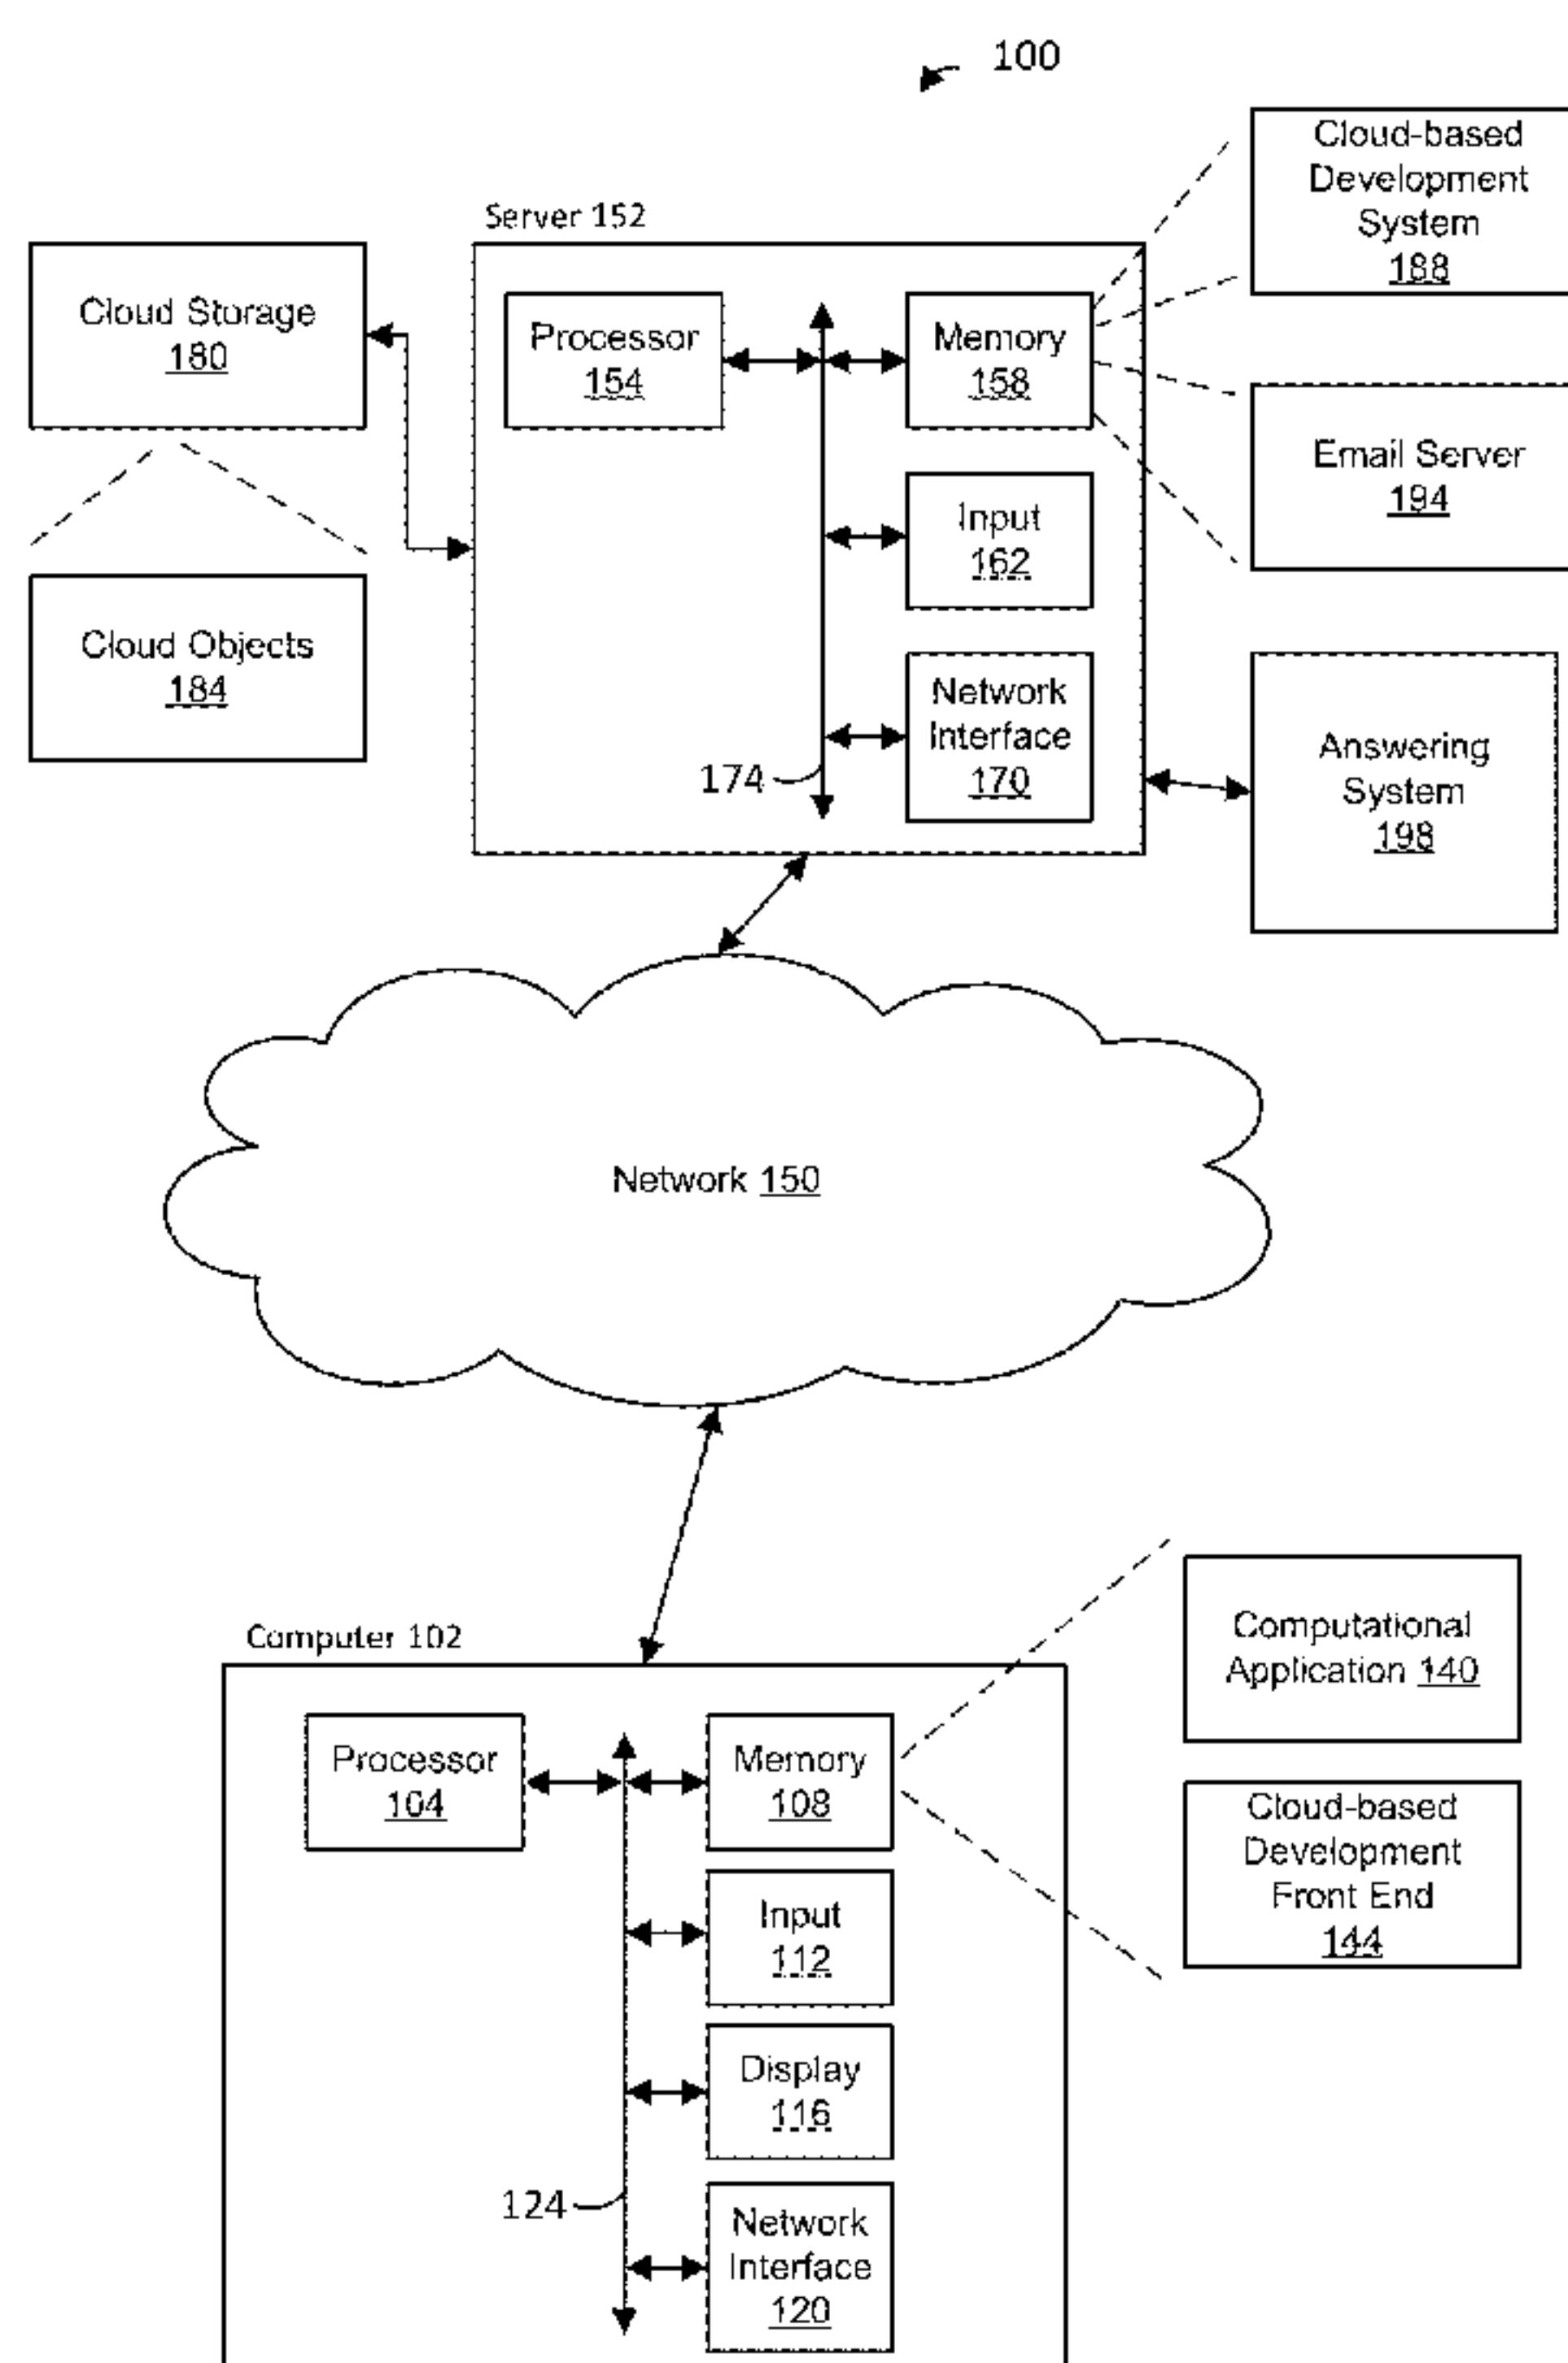 100
Cloud-based
Development
System
188
Server 152
Cloud Storage
180
Processor
154
Memory
158
Email Server
194
Input
162
Cloud Objects
184
Network
Interface
170
174
Answering
System
198
Network 150
Computer 102
Computational
Application 140
Processor
104
Memory
108
Cloud-based
Development
Front End
144
Input
112
Display
116
124
Network
Interface
120